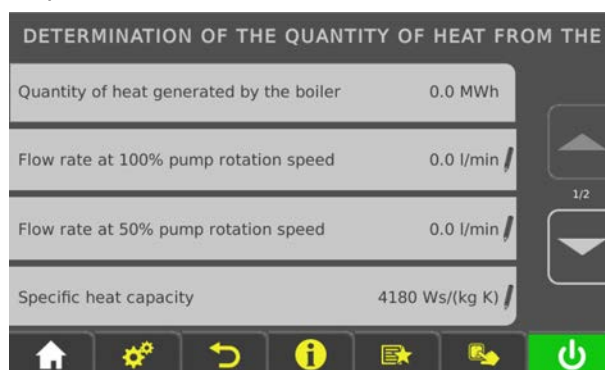 DETERMINATION OF THE QUANTITY OF HEAT FROM THE
Quantity of heat generated by the boiler 0.0 MWh
Flow rate at 100% pump rotation speed 0.0 l/min
1/2
Flow rate at 50% pump rotation speed 0.0 l/min
Specific heat capacity 4180 Ws/(kg K)